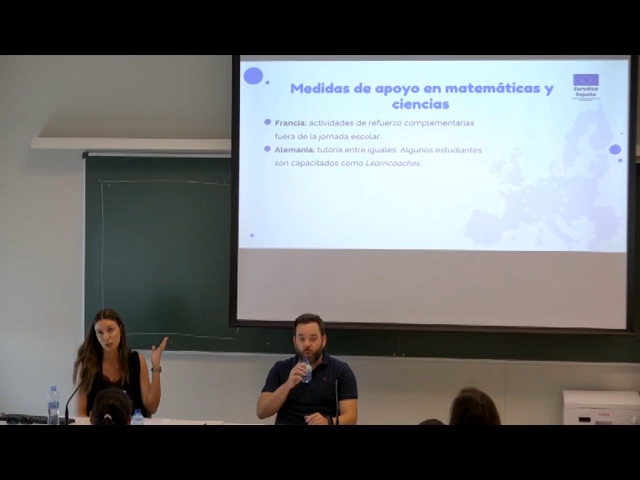 Medidas de apoyo en matemáticas y
ciencias
Eurydice
España
Francia: actividades de refuerzo complementarias
fuera de la jornada escolar.
Alemania: tutoría entre iguales. Algunos estudiantes
son capacitados como Learncoaches.